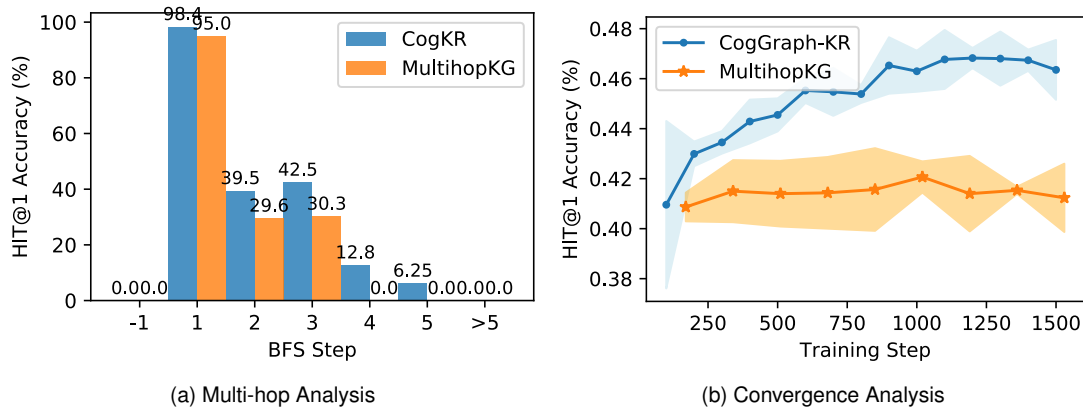 100
80
60
40
20
0
HIT@1 Accuracy (%)
98.4
95.0
39.5
29.6
42.5
30.3
12.8
6.25
0.00.0
0.0
0.00.00.0
CogKR
MultihopKG
-1 1 2 3 4 5 >5
BFS Step
(a) Multi-hop Analysis
0.48
0.46
0.44
0.42
0.40
0.38
HIT@1 Accuracy (%)
CogGraph-KR
MultihopKG
250 500 750 1000 1250 1500
Training Step
(b) Convergence Analysis